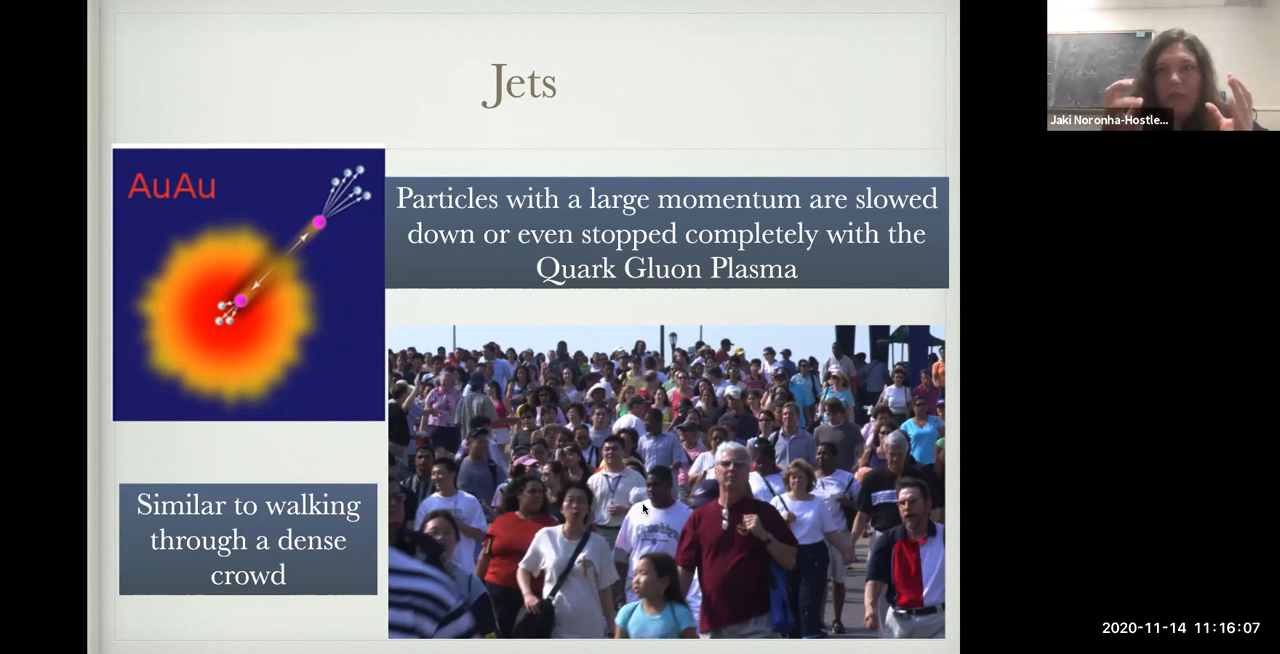 Jets
AuAu
Particles with a large momentum are slowed
down or even stopped completely with the
Quark Gluon Plasma
Similar to walking
through a dense
crowd
Jaki Noronha-Hostle...
2020-11-14 11:16:07